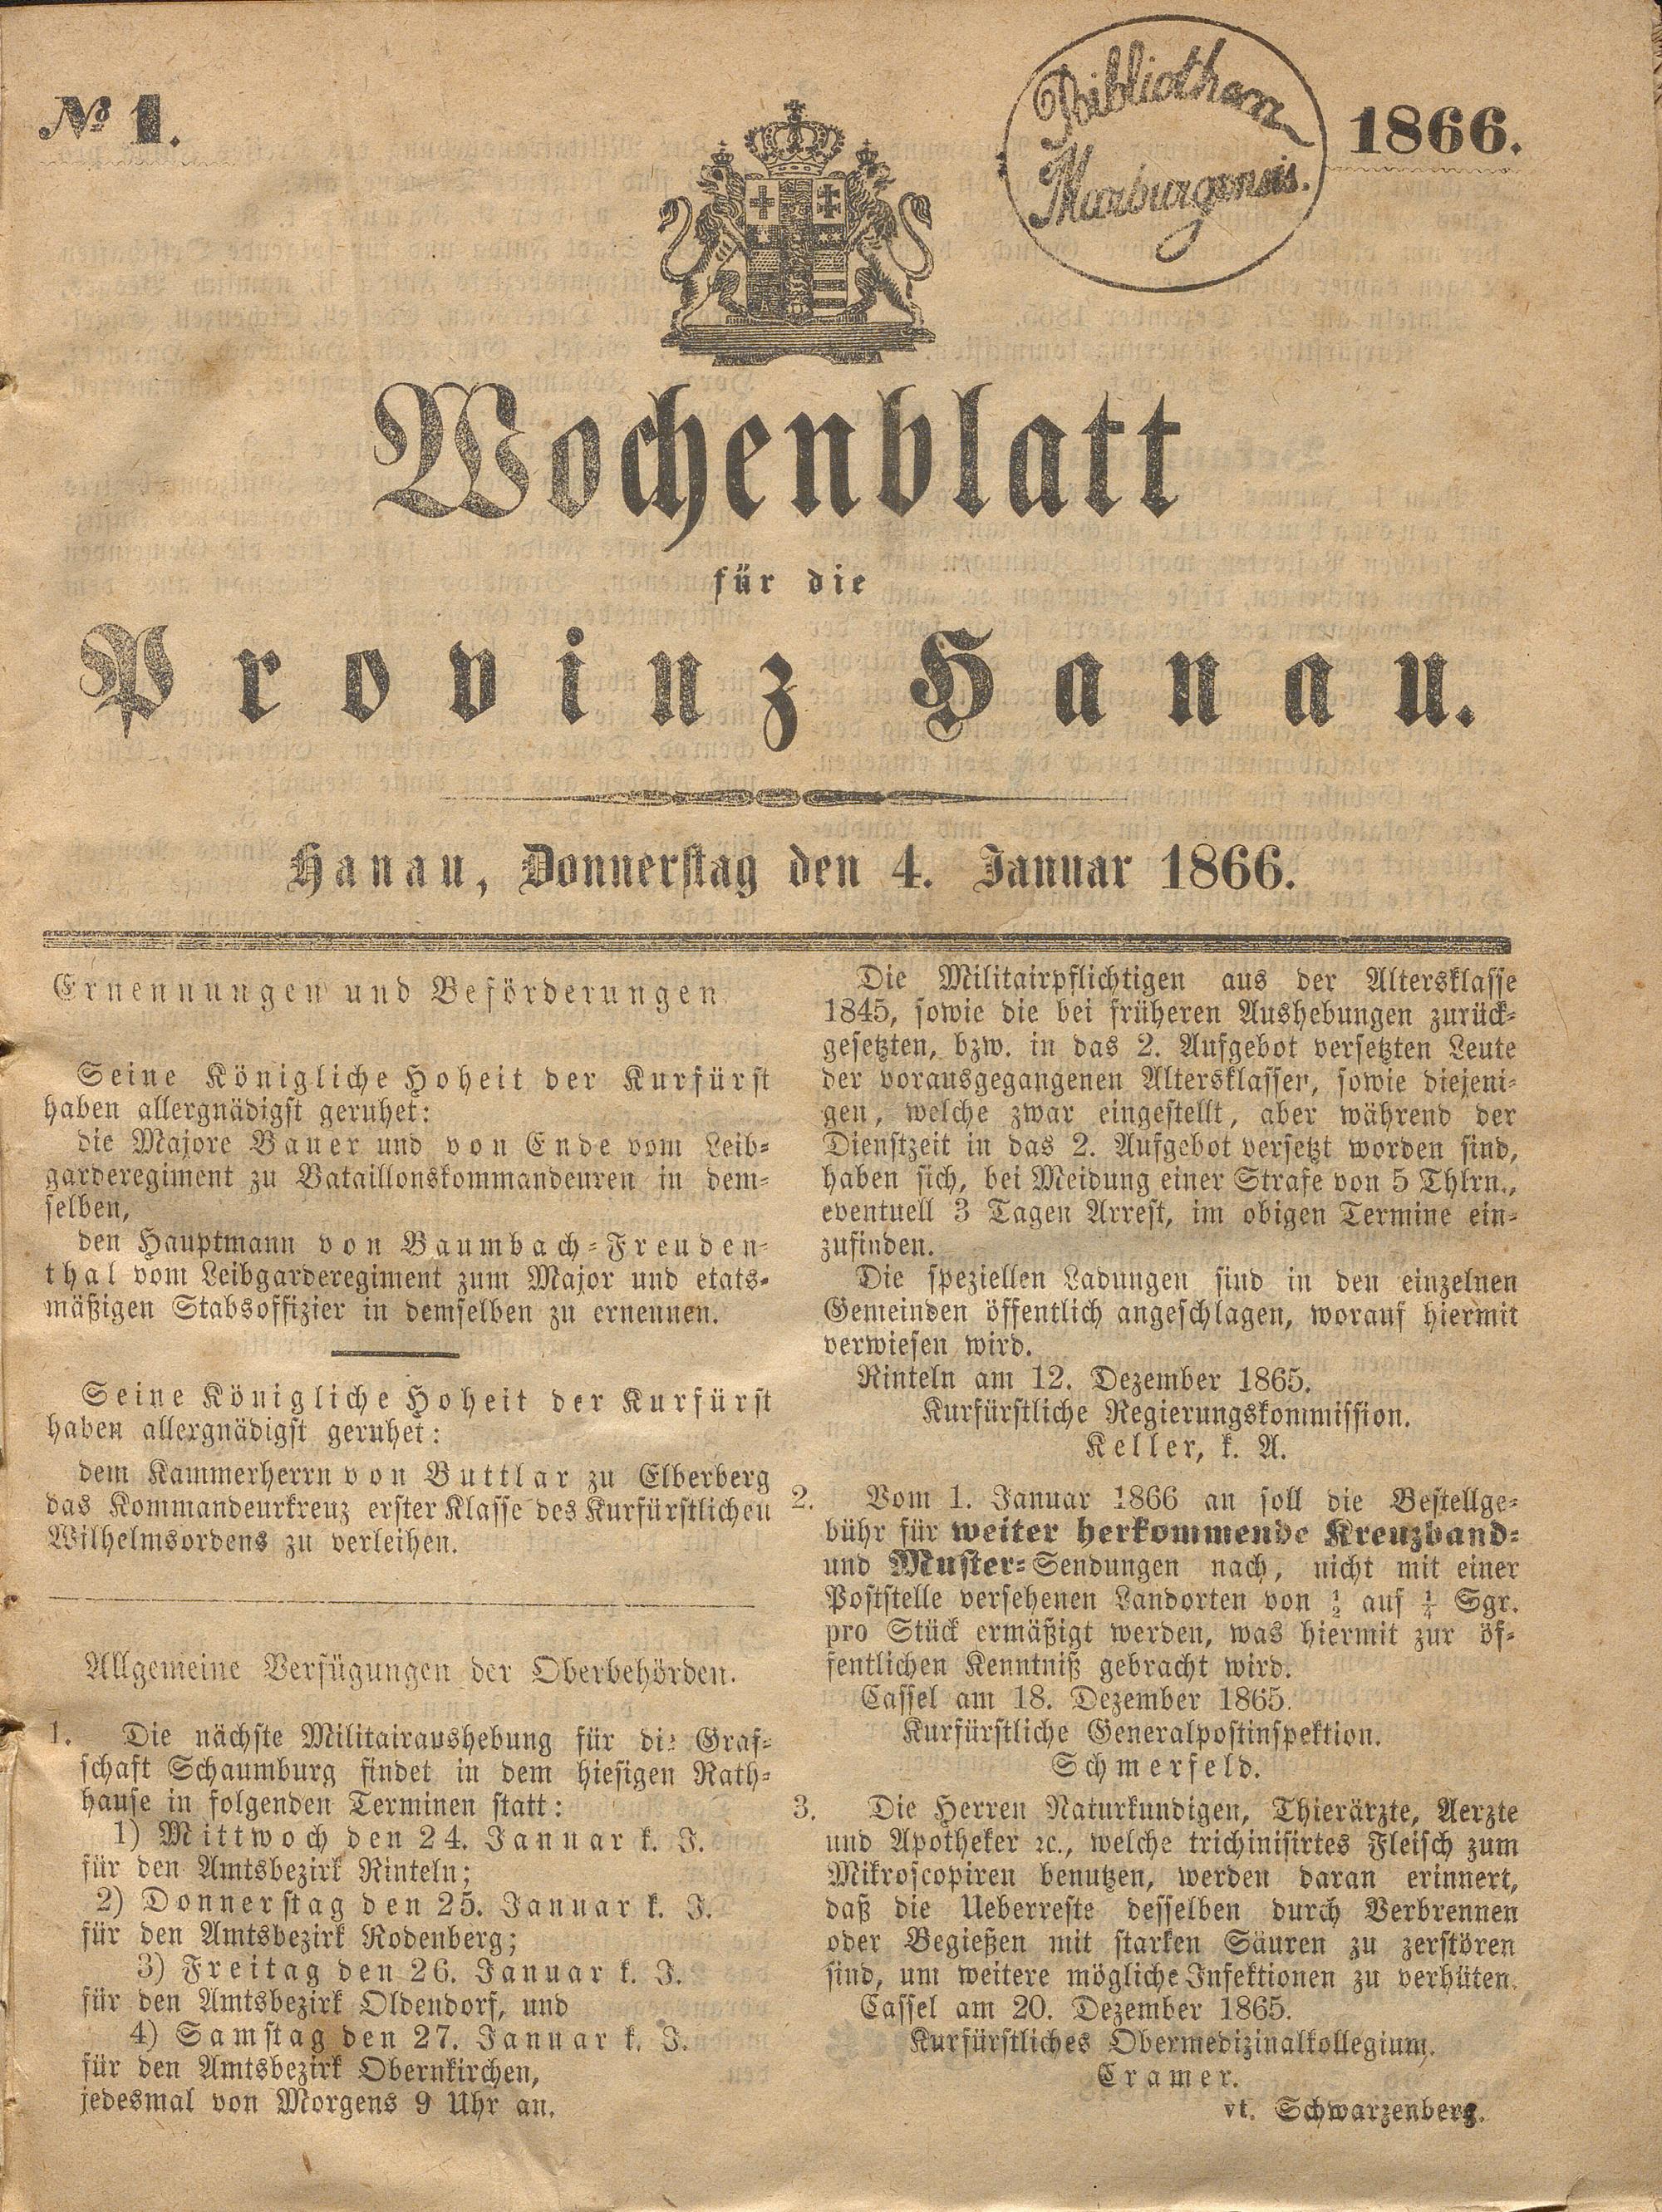 № 1.
Bibliothem
Marburgensis.
1866.
Wochenblatt
für die
Provinz Hanau.
Hanau, Donnerstag den 4. Januar 1866.
Ernennungen und Beförderungen
Seine Königliche Hoheit der Kurfürst
haben allergnädigst geruhet:
die Majore Bauer und von Ende vom Leib-
garderegiment zu Bataillonskommandeuren in dem-
selben,
den Hauptmann von Baumbach-Freuden-
thal vom Leibgarderegiment zum Major und etats-
mäßigen Stabsoffizier in demselben zu ernennen.
Seine Königliche Hoheit der Kurfürst
haben allergnädigst geruhet:
dem Kammerherrn von Buttlar zu Elberberg
das Kommandeurkreuz erster Klasse des Kurfürstlichen
Wilhelmsordens zu verleihen.
Allgemeine Verfügungen der Oberbehörden.
1. Die nächste Militairaushebung für die Graf-
schaft Schaumburg findet in dem hiesigen Rath-
hause in folgenden Terminen statt:
1) Mittwoch den 24. Januar k. J.
für den Amtsbezirk Rinteln;
2) Donnerstag den 25. Januar k. J.
für den Amtsbezirk Rodenberg;
3) Freitag den 26. Januar k. J.
für den Amtsbezirk Oldendorf, und
4) Samstag den 27. Januar k. J.
für den Amtsbezirk Obernkirchen,
jedesmal von Morgens 9 Uhr an.
Die Militairpflichtigen aus der Altersklasse
1845, sowie die bei früheren Aushebungen zurück-
gesetzten, bzw. in das 2. Aufgebot versetzten Leute
der vorausgegangenen Altersklassen, sowie diejeni-
gen, welche zwar eingestellt, aber während der
Dienstzeit in das 2. Aufgebot versetzt worden sind,
haben sich, bei Meidung einer Strafe von 5 Thlrn.,
eventuell 3 Tagen Arrest, im obigen Termine ein-
zufinden.
Die speziellen Ladungen sind in den einzelnen
Gemeinden öffentlich angeschlagen, worauf hiermit
verwiesen wird.
Rinteln am 12. Dezember 1865.
Kurfürstliche Regierungskommission.
Keller, k. A.
2. Vom 1. Januar 1866 an soll die Bestellge-
bühr für weiter herkommende Kreuzband-
und Muster-Sendungen nach, nicht mit einer
Poststelle versehenen Landorten von ½ auf ¼ Sgr.
pro Stück ermäßigt werden, was hiermit zur öf-
fentlichen Kenntniß gebracht wird.
Cassel am 18. Dezember 1865.
Kurfürstliche Generalpostinspektion.
Schmerfeld.
3. Die Herren Naturkundigen, Thierärzte, Aerzte
und Apotheker ꝛc., welche trichinisirtes Fleisch zum
Mikroscopiren benutzen, werden daran erinnert,
daß die Ueberreste desselben durch Verbrennen
oder Begießen mit starken Säuren zu zerstören
sind, um weitere mögliche Infektionen zu verhüten.
Cassel am 20. Dezember 1865.
Kurfürstliches Obermedizinalkollegium.
Cramer.
vt. Schwarzenberg.